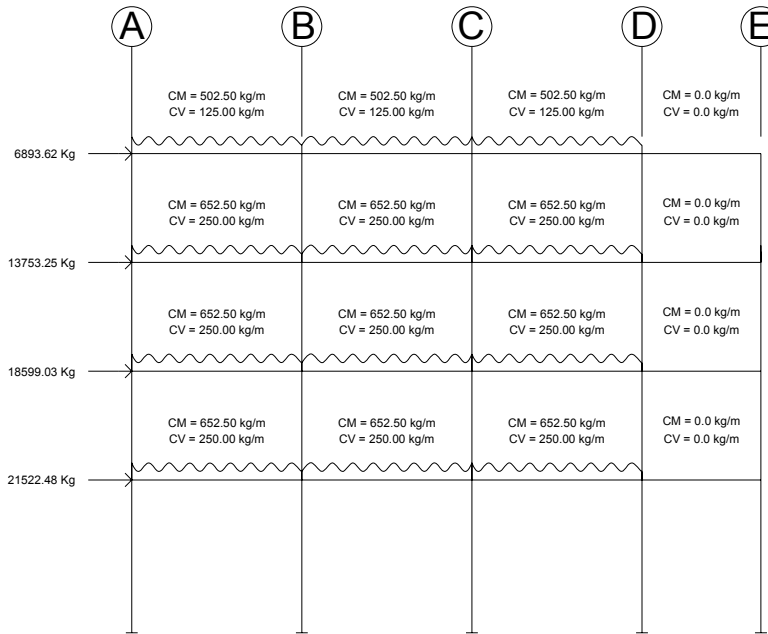 A B C D E
CM = 502.50 kg/m CM = 502.50 kg/m CM = 502.50 kg/m CM = 0.0 kg/m
CV = 125.00 kg/m CV = 125.00 kg/m CV = 125.00 kg/m CV = 0.0 kg/m
6893.62 Kg
CM = 652.50 kg/m CM = 652.50 kg/m CM = 652.50 kg/m CM = 0.0 kg/m
CV = 250.00 kg/m CV = 250.00 kg/m CV = 250.00 kg/m CV = 0.0 kg/m
13753.25 Kg
CM = 652.50 kg/m CM = 652.50 kg/m CM = 652.50 kg/m CM = 0.0 kg/m
CV = 250.00 kg/m CV = 250.00 kg/m CV = 250.00 kg/m CV = 0.0 kg/m
18599.03 Kg
CM = 652.50 kg/m CM = 652.50 kg/m CM = 652.50 kg/m CM = 0.0 kg/m
CV = 250.00 kg/m CV = 250.00 kg/m CV = 250.00 kg/m CV = 0.0 kg/m
21522.48 Kg